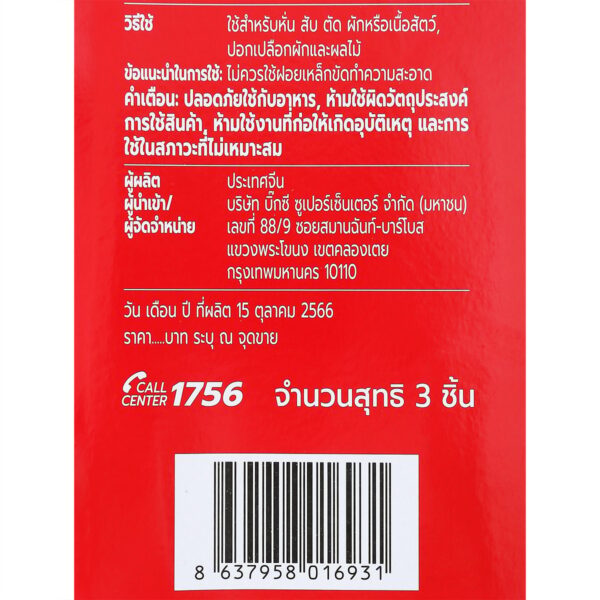 วิธีใช้ ใช้สำหรับหั่น สับ ตัด ผักหรือเนื้อสัตว์,
ปอกเปลือกผักและผลไม้
ข้อแนะนำในการใช้: ไม่ควรใช้ฝอยเหล็กขัดทำความสะอาด
คำเตือน: ปลอดภัยใช้กับอาหาร, ห้ามใช้ผิดวัตถุประสงค์
การใช้สินค้า, ห้ามใช้งานที่ก่อให้เกิดอุบัติเหตุ และการ
ใช้ในสภาวะที่ไม่เหมาะสม
ผู้ผลิต ประเทศจีน
ผู้นำเข้า/ บริษัท บิ๊กซี ซูเปอร์เซ็นเตอร์ จำกัด (มหาชน)
ผู้จัดจำหน่าย เลขที่ 88/9 ซอยสมานฉันท์-บาร์โบส
แขวงพระโขนง เขตคลองเตย
กรุงเทพมหานคร 10110
วัน เดือน ปี ที่ผลิต 15 ตุลาคม 2566
ราคา.....บาท ระบุ ณ จุดขาย
CALL CENTER 1756 จำนวนสุทธิ 3 ชิ้น
8 637958 016931